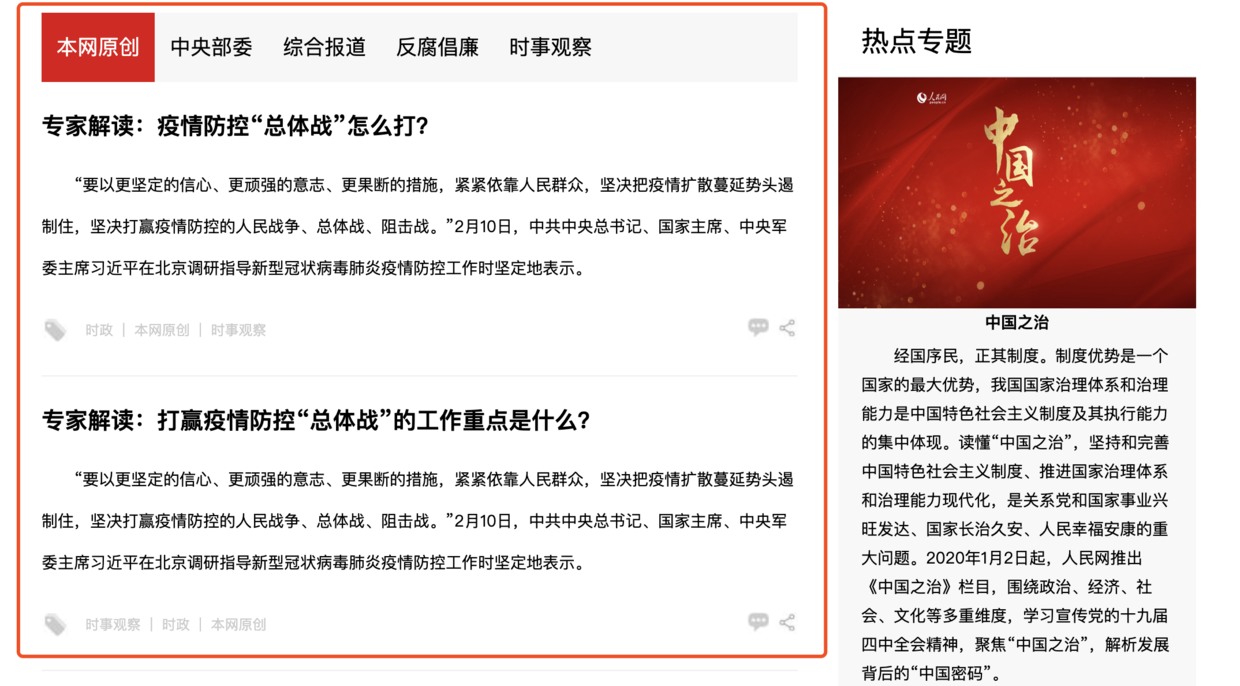 本网原创 中央部委 综合报道 反腐倡廉 时事观察
专家解读：疫情防控“总体战”怎么打？
“要以更坚定的信心、更顽强的意志、更果断的措施，紧紧依靠人民群众，坚决把疫情扩散蔓延势头遏
制住，坚决打赢疫情防控的人民战争、总体战、阻击战。”2月10日，中共中央总书记、国家主席、中央军
委主席习近平在北京调研指导新型冠状病毒肺炎疫情防控工作时坚定地表示。
时政 | 本网原创 | 时事观察
专家解读：打赢疫情防控“总体战”的工作重点是什么？
“要以更坚定的信心、更顽强的意志、更果断的措施，紧紧依靠人民群众，坚决把疫情扩散蔓延势头遏
制住，坚决打赢疫情防控的人民战争、总体战、阻击战。”2月10日，中共中央总书记、国家主席、中央军
委主席习近平在北京调研指导新型冠状病毒肺炎疫情防控工作时坚定地表示。
时事观察 | 时政 | 本网原创
热点专题
人民网
中国之治
中国之治
经国序民，正其制度。制度优势是一个
国家的最大优势，我国国家治理体系和治理
能力是中国特色社会主义制度及其执行能力
的集中体现。读懂“中国之治”，坚持和完善
中国特色社会主义制度、推进国家治理体系
和治理能力现代化，是关系党和国家事业兴
旺发达、国家长治久安、人民幸福安康的重
大问题。2020年1月2日起，人民网推出
《中国之治》栏目，围绕政治、经济、社
会、文化等多重维度，学习宣传党的十九届
四中全会精神，聚焦“中国之治”，解析发展
背后的“中国密码”。